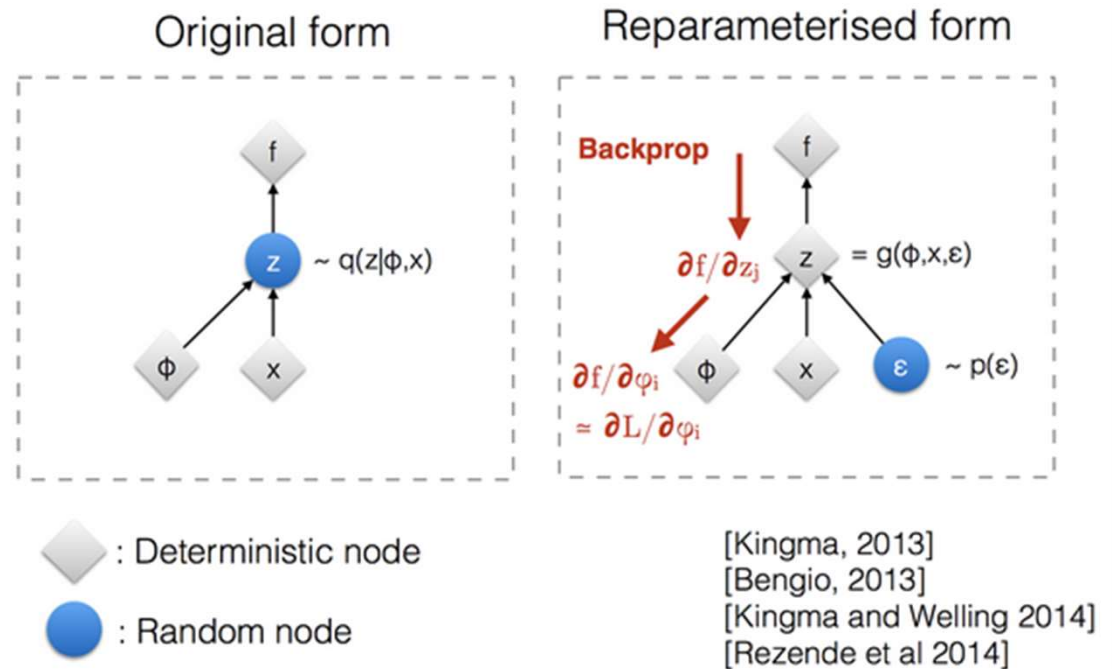 Original form
f
z ~ q(z|ϕ,x)
ϕ x
Reparameterised form
Backprop
f
∂f/∂zj z = g(ϕ,x,ε)
∂f/∂φi ϕ x ε ~ p(ε)
≃ ∂L/∂φi
: Deterministic node
: Random node
[Kingma, 2013]
[Bengio, 2013]
[Kingma and Welling 2014]
[Rezende et al 2014]